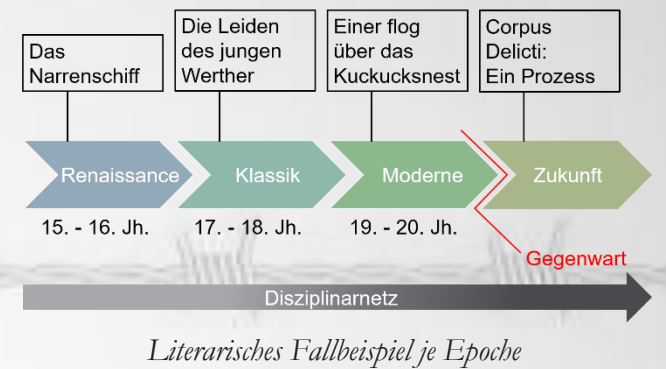 Das
Narrenschiff
Die Leiden
des jungen
Werther
Einer flog
über das
Kuckucksnest
Corpus
Delicti:
Ein Prozess
Renaissance
Klassik
Moderne
Zukunft
15. - 16. Jh.
17. - 18. Jh.
19. - 20. Jh.
Gegenwart
Disziplinarnetz
Literarisches Fallbeispiel je Epoche